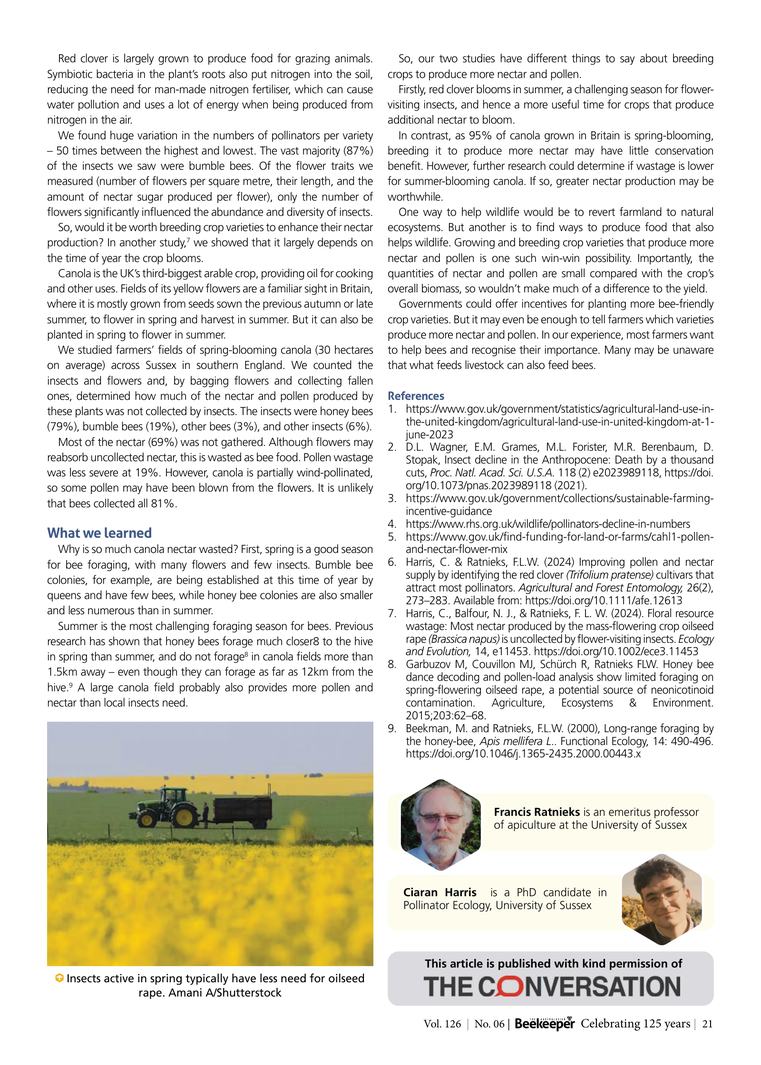 Red clover is largely grown to produce food for grazing animals.
Symbiotic bacteria in the plant's roots also put nitrogen into the soil,
reducing the need for man-made nitrogen fertiliser, which can cause
water pollution and uses a lot of energy when being produced from
nitrogen in the air.
We found huge variation in the numbers of pollinators per variety
– 50 times between the highest and lowest. The vast majority (87%)
of the insects we saw were bumble bees. Of the flower traits we
measured (number of flowers per square metre, their length, and the
amount of nectar sugar produced per flower), only the number of
flowers significantly influenced the abundance and diversity of insects.
So, would it be worth breeding crop varieties to enhance their nectar
production? In another study,7 we showed that it largely depends on
the time of year the crop blooms.
Canola is the UK's third-biggest arable crop, providing oil for cooking
and other uses. Fields of its yellow flowers are a familiar sight in Britain,
where it is mostly grown from seeds sown the previous autumn or late
summer, to flower in spring and harvest in summer. But it can also be
planted in spring to flower in summer.
We studied farmers' fields of spring-blooming canola (30 hectares
on average) across Sussex in southern England. We counted the
insects and flowers and, by bagging flowers and collecting fallen
ones, determined how much of the nectar and pollen produced by
these plants was not collected by insects. The insects were honey bees
(79%), bumble bees (19%), other bees (3%), and other insects (6%).
Most of the nectar (69%) was not gathered. Although flowers may
reabsorb uncollected nectar, this is wasted as bee food. Pollen wastage
was less severe at 19%. However, canola is partially wind-pollinated,
so some pollen may have been blown from the flowers. It is unlikely
that bees collected all 81%.
What we learned
Why is so much canola nectar wasted? First, spring is a good season
for bee foraging, with many flowers and few insects. Bumble bee
colonies, for example, are being established at this time of year by
queens and have few bees, while honey bee colonies are also smaller
and less numerous than in summer.
Summer is the most challenging foraging season for bees. Previous
research has shown that honey bees forage much closer8 to the hive
in spring than summer, and do not forage8 in canola fields more than
1.5km away – even though they can forage as far as 12km from the
hive.9 A large canola field probably also provides more pollen and
nectar than local insects need.
Insects active in spring typically have less need for oilseed
rape. Amani A/Shutterstock
So, our two studies have different things to say about breeding
crops to produce more nectar and pollen.
Firstly, red clover blooms in summer, a challenging season for flower-
visiting insects, and hence a more useful time for crops that produce
additional nectar to bloom.
In contrast, as 95% of canola grown in Britain is spring-blooming,
breeding it to produce more nectar may have little conservation
benefit. However, further research could determine if wastage is lower
for summer-blooming canola. If so, greater nectar production may be
worthwhile.
One way to help wildlife would be to revert farmland to natural
ecosystems. But another is to find ways to produce food that also
helps wildlife. Growing and breeding crop varieties that produce more
nectar and pollen is one such win-win possibility. Importantly, the
quantities of nectar and pollen are small compared with the crop's
overall biomass, so wouldn't make much of a difference to the yield.
Governments could offer incentives for planting more bee-friendly
crop varieties. But it may even be enough to tell farmers which varieties
produce more nectar and pollen. In our experience, most farmers want
to help bees and recognise their importance. Many may be unaware
that what feeds livestock can also feed bees.
References
1. https://www.gov.uk/government/statistics/agricultural-land-use-in-
the-united-kingdom/agricultural-land-use-in-united-kingdom-at-1-
june-2023
2. D.L. Wagner, E.M. Grames, M.L. Forister, M.R. Berenbaum, D.
Stopak, Insect decline in the Anthropocene: Death by a thousand
cuts, Proc. Natl. Acad. Sci. U.S.A. 118 (2) e2023989118, https://doi.
org/10.1073/pnas.2023989118 (2021).
3. https://www.gov.uk/government/collections/sustainable-farming-
incentive-guidance
4. https://www.rhs.org.uk/wildlife/pollinators-decline-in-numbers
5. https://www.gov.uk/find-funding-for-land-or-farms/cahl1-pollen-
and-nectar-flower-mix
6. Harris, C. & Ratnieks, F.L.W. (2024) Improving pollen and nectar
supply by identifying the red clover (Trifolium pratense) cultivars that
attract most pollinators. Agricultural and Forest Entomology, 26(2),
273–283. Available from: https://doi.org/10.1111/afe.12613
7. Harris, C., Balfour, N. J., & Ratnieks, F. L. W. (2024). Floral resource
wastage: Most nectar produced by the mass-flowering crop oilseed
rape (Brassica napus) is uncollected by flower-visiting insects. Ecology
and Evolution, 14, e11453. https://doi.org/10.1002/ece3.11453
8. Garbuzov M, Couvillon MJ, Schürch R, Ratnieks FLW. Honey bee
dance decoding and pollen-load analysis show limited foraging on
spring-flowering oilseed rape, a potential source of neonicotinoid
contamination. Agriculture, Ecosystems & Environment.
2015;203:62–68.
9. Beekman, M. and Ratnieks, F.L.W. (2000), Long-range foraging by
the honey-bee, Apis mellifera L.. Functional Ecology, 14: 490-496.
https://doi.org/10.1046/j.1365-2435.2000.00443.x
Francis Ratnieks is an emeritus professor
of apiculture at the University of Sussex
Ciaran Harris is a PhD candidate in
Pollinator Ecology, University of Sussex
This article is published with kind permission of
THE CONVERSATION
Vol. 126 | No. 06 | Beekeeper Celebrating 125 years | 21